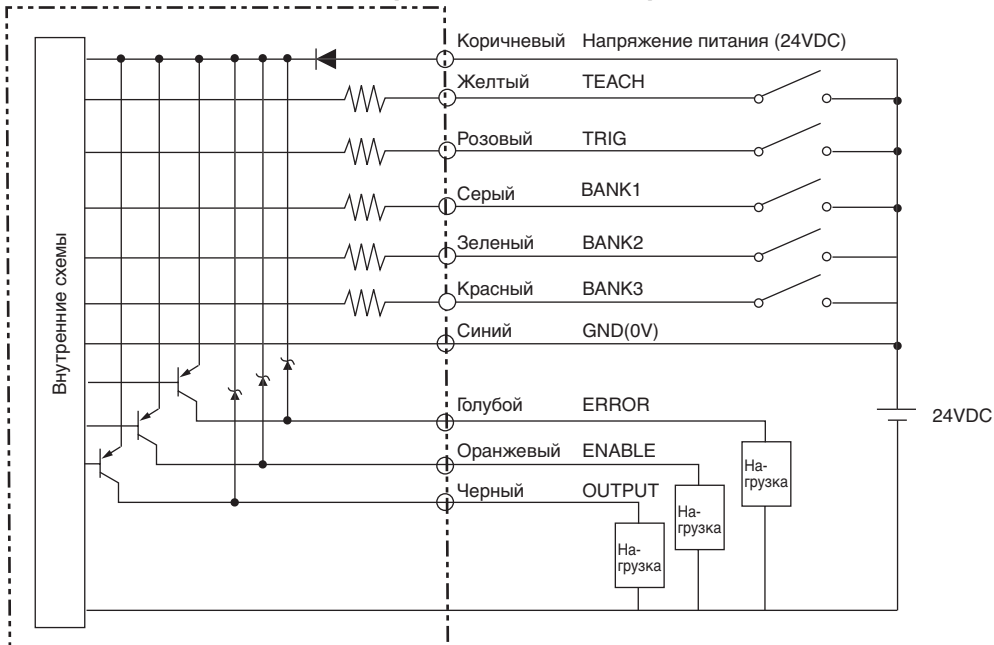 Коричневый Напряжение питания (24VDC)
Желтый TEACH
Розовый TRIG
Серый BANK1
Зеленый BANK2
Красный BANK3
Синий GND(0V)
Внутренние схемы
Голубой ERROR
24VDC
Оранжевый ENABLE
На-
грузка
Черный OUTPUT
На-
грузка
На-
грузка